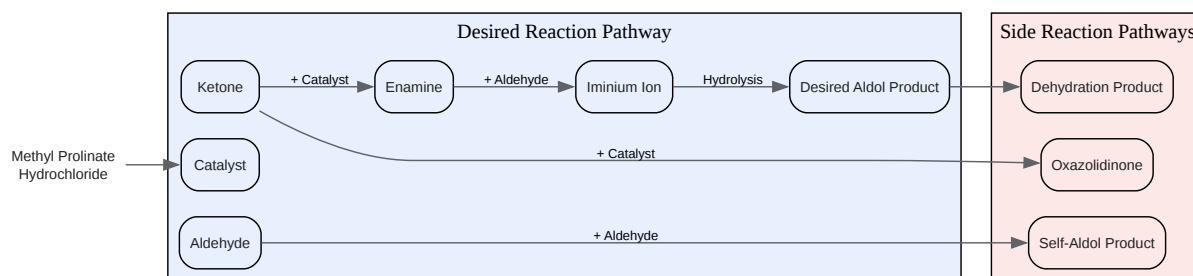 Desired Reaction Pathway
Side Reaction Pathways
Ketone
+ Catalyst
Enamine
+ Aldehyde
Iminium Ion
Hydrolysis
Desired Aldol Product
Dehydration Product
Methyl Prolinate
Hydrochloride
Catalyst
+ Catalyst
Oxazolidinone
Aldehyde
+ Aldehyde
Self-Aldol Product